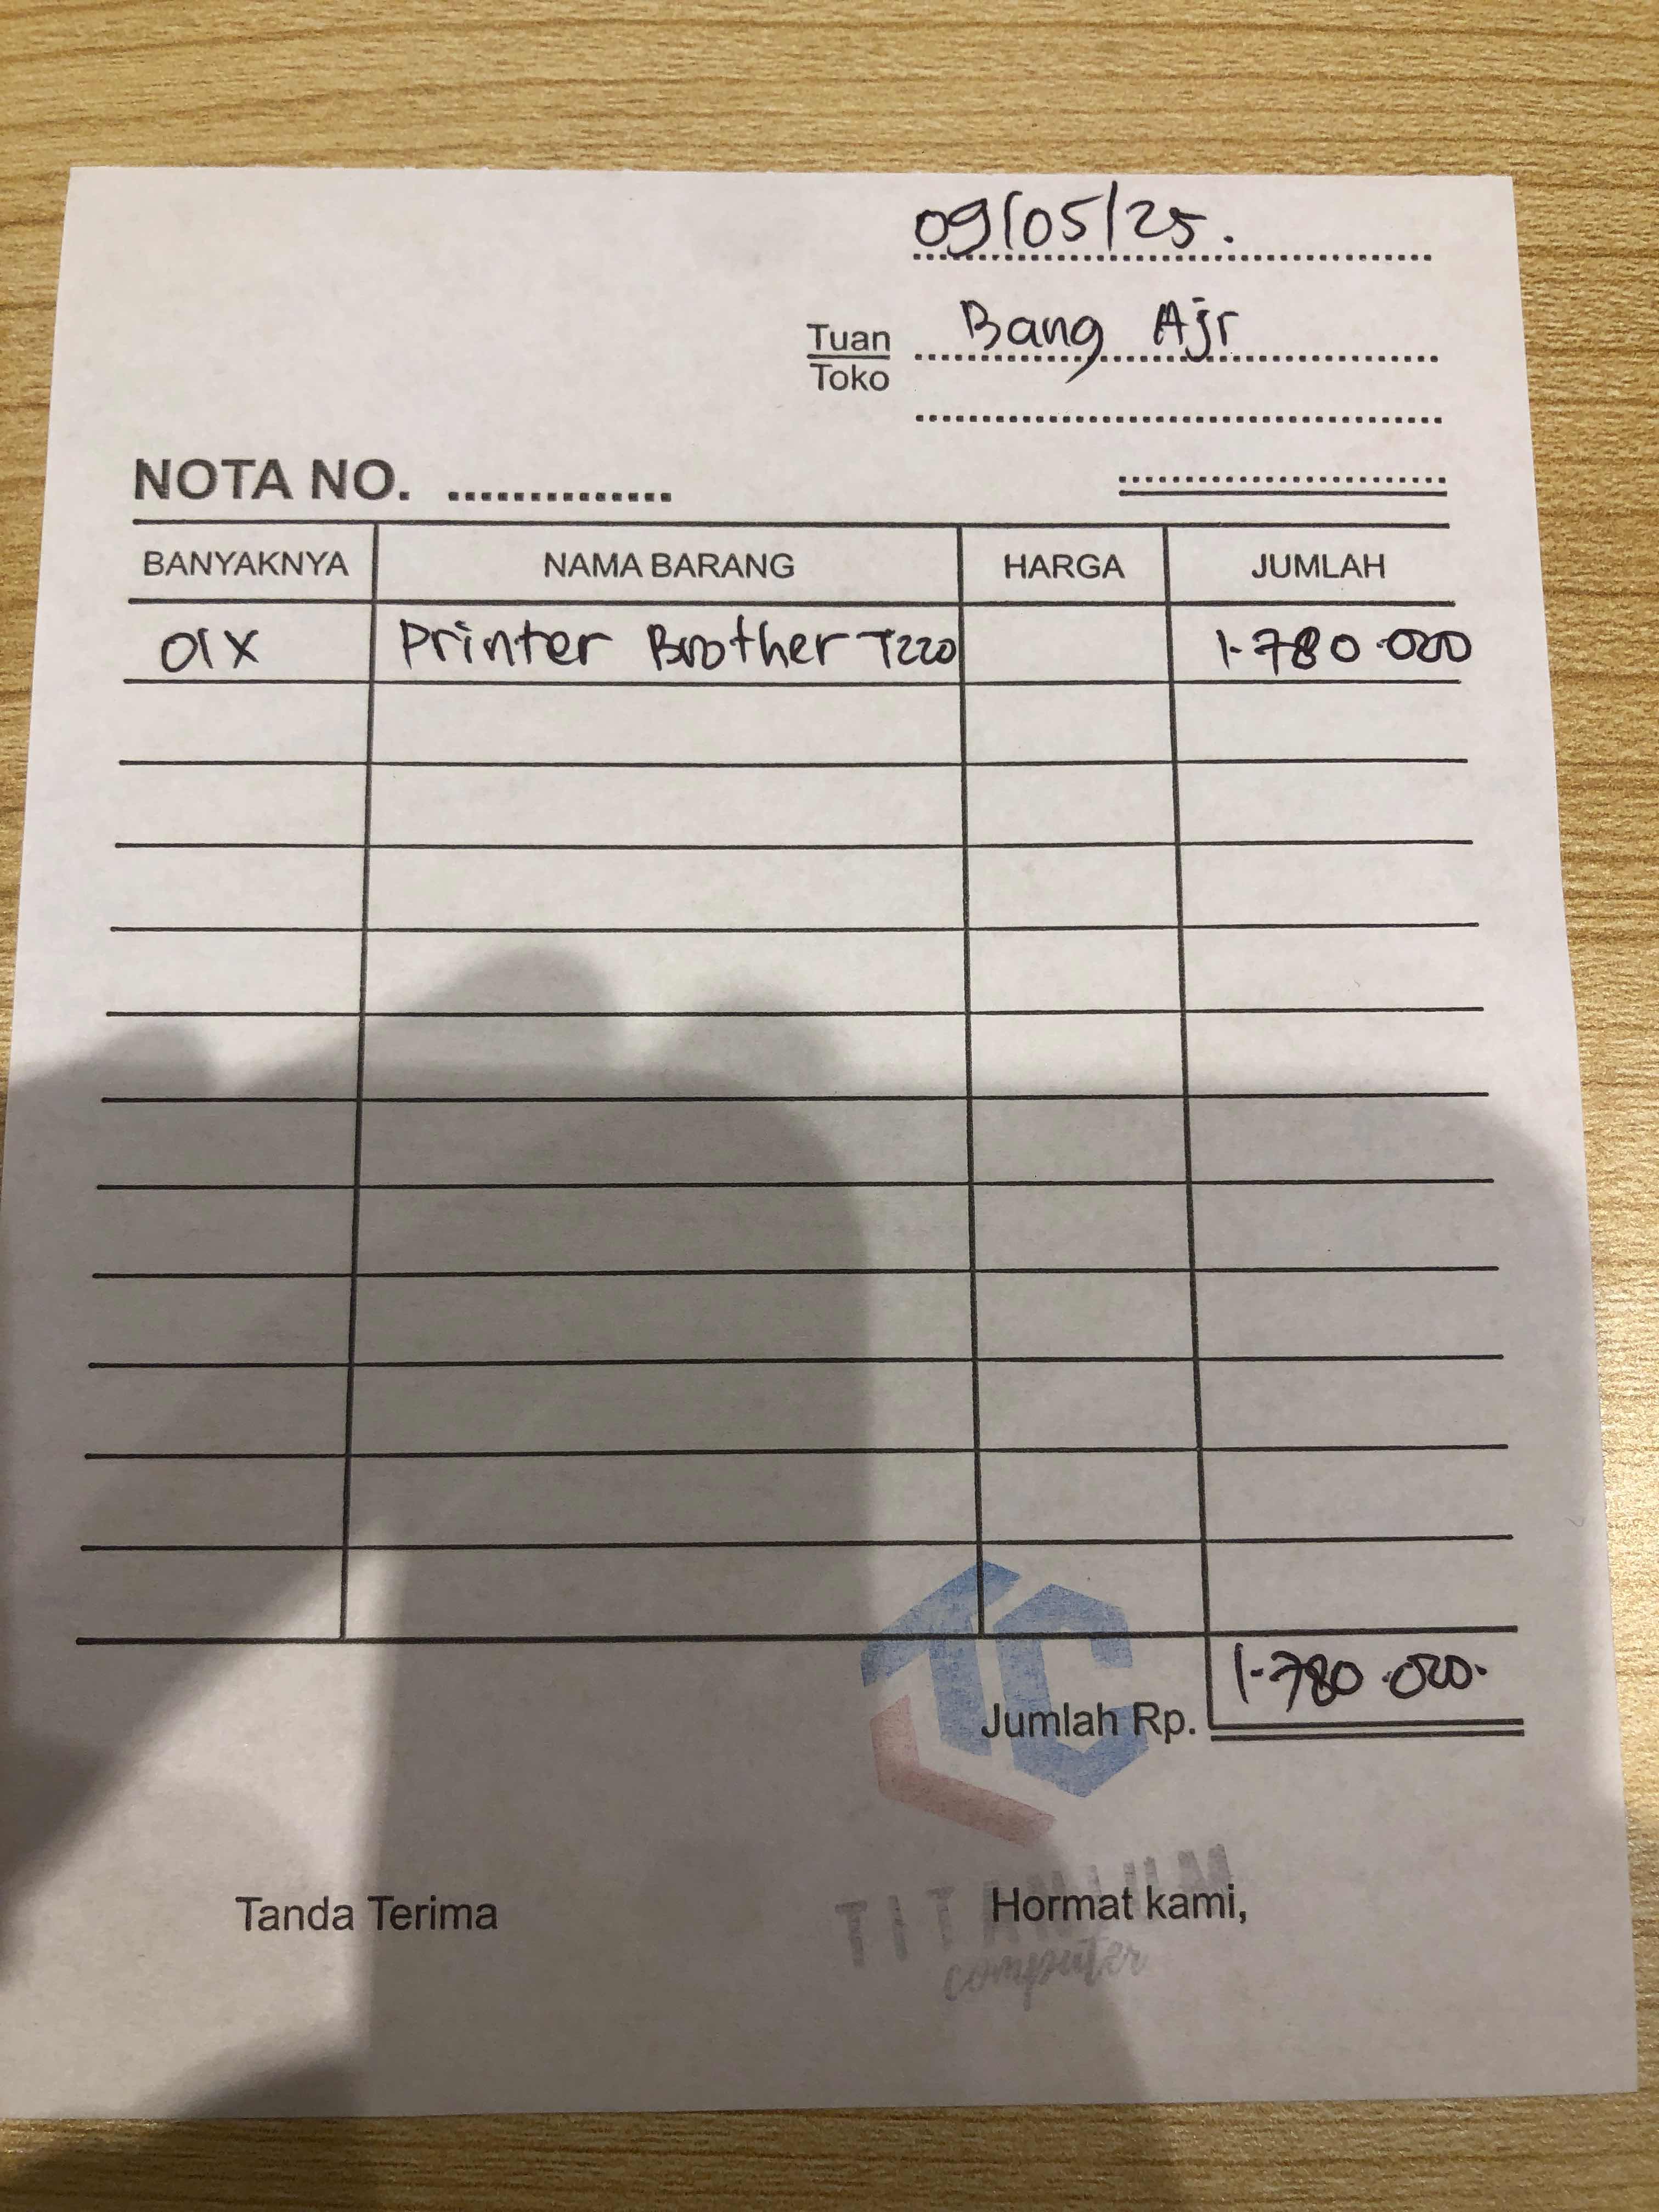 09/05/25.
Tuan Bang Ajr
Toko
NOTA NO.
BANYAKNYA NAMA BARANG HARGA JUMLAH
01X Printer Brother T220 1.780.000
Jumlah Rp. 1.780.000.
TC
Tanda Terima Hormat kami,
TITANIUM
computer